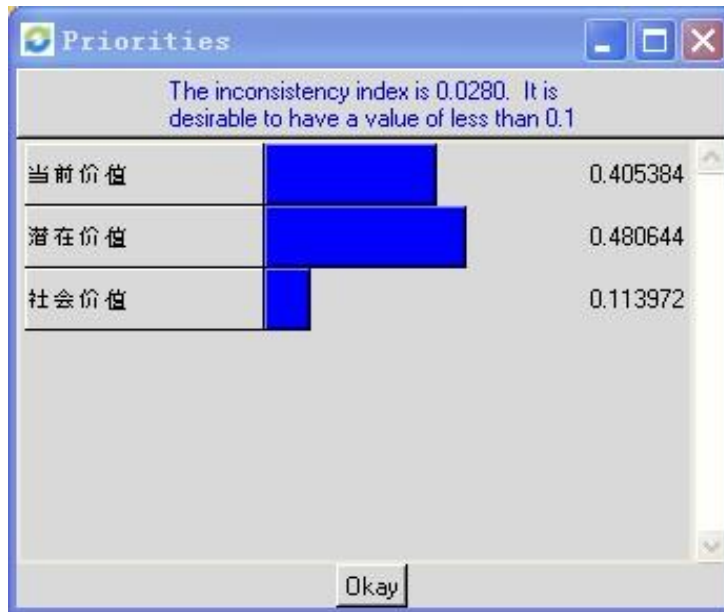 Priorities
The inconsistency index is 0.0280. It is
desirable to have a value of less than 0.1
当前价值 0.405384
潜在价值 0.480644
社会价值 0.113972
Okay